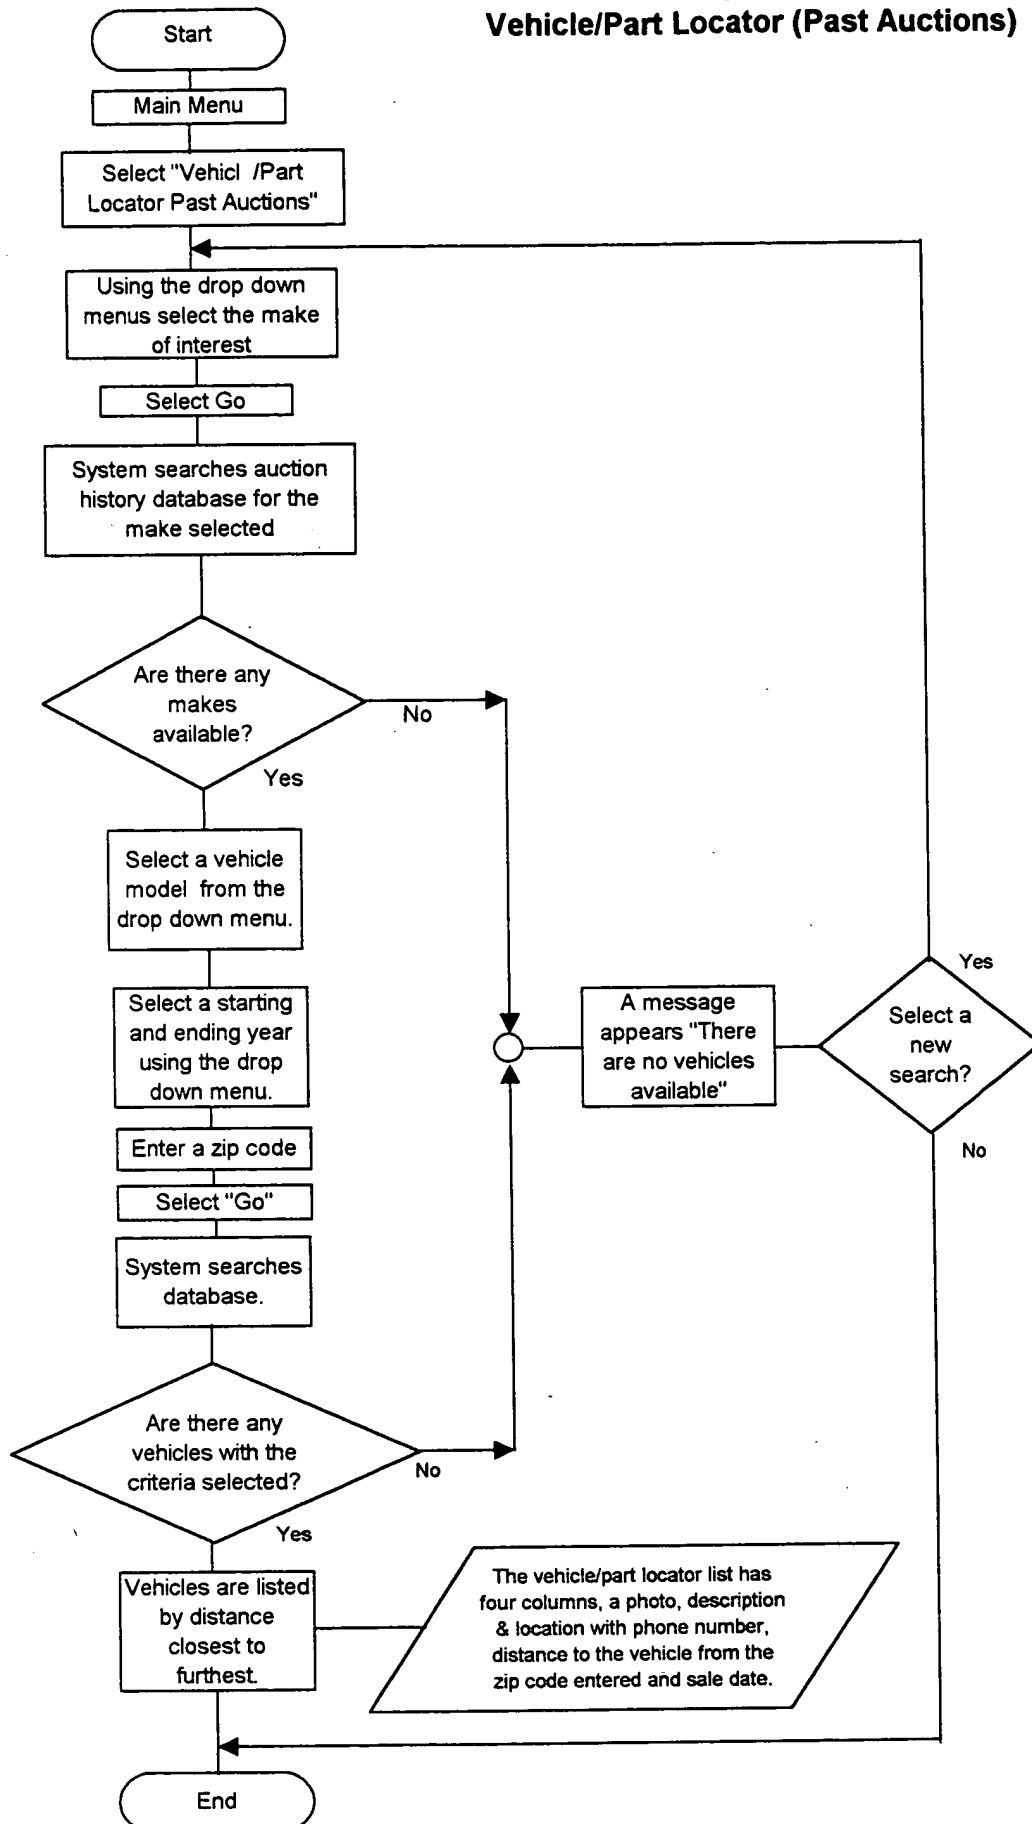 Vehicle/Part Locator (Past Auctions)
Start
Main Menu
Select "Vehicl /Part
Locator Past Auctions"
Using the drop down
menus select the make
of interest
Select Go
System searches auction
history database for the
make selected
Are there any
makes
available?
No
Yes
Select a vehicle
model from the
drop down menu.
Select a starting
and ending year
using the drop
down menu.
Enter a zip code
Select "Go"
System searches
database.
Are there any
vehicles with the
criteria selected?
No
Yes
Vehicles are listed
by distance
closest to
furthest.
The vehicle/part locator list has
four columns, a photo, description
& location with phone number,
distance to the vehicle from the
zip code entered and sale date.
A message
appears "There
are no vehicles
available"
Select a
new
search?
Yes
No
End